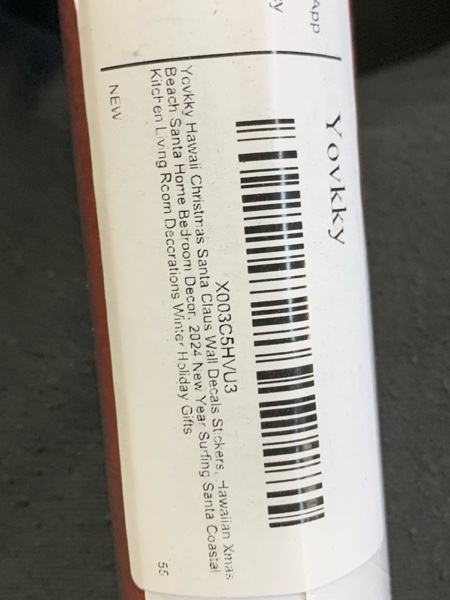 App
Yovkky
X003C5HVU3
Yovkky Hawaii Christmas Santa Claus Wall Decals Stickers, Hawaiian Xmas
Beach Santa Home Bedroom Decor, 2024 New Year Surfing Santa Coastal
Kitchen Living Room Decorations Winter Holiday Gifts
NEW
55